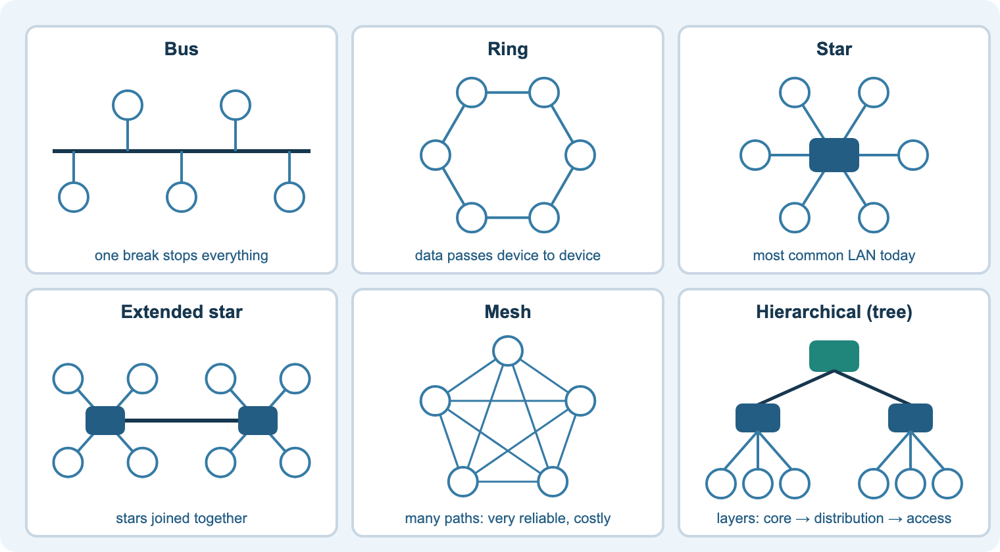 Bus
one break stops everything
Ring
data passes device to device
Star
most common LAN today
Extended star
stars joined together
Mesh
many paths: very reliable, costly
Hierarchical (tree)
layers: core → distribution → access